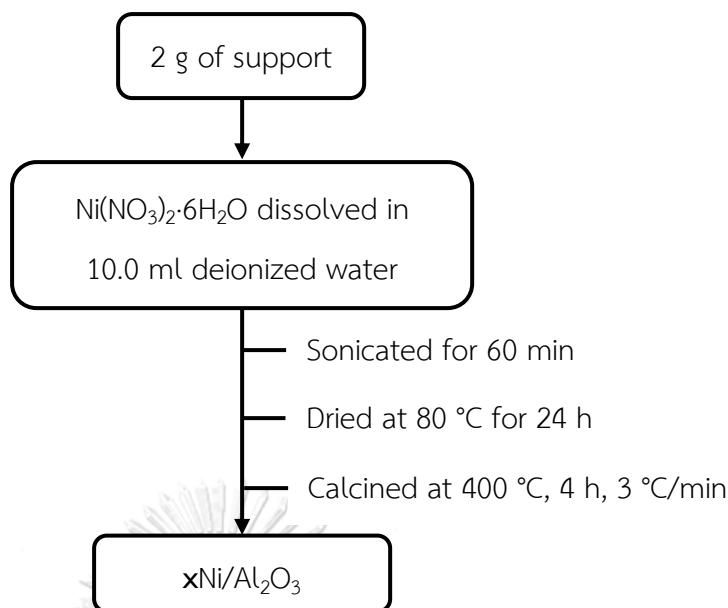 2 g of support
Ni(NO₃)₂·6H₂O dissolved in
10.0 ml deionized water
Sonicated for 60 min
Dried at 80 °C for 24 h
Calcined at 400 °C, 4 h, 3 °C/min
xNi/Al₂O₃